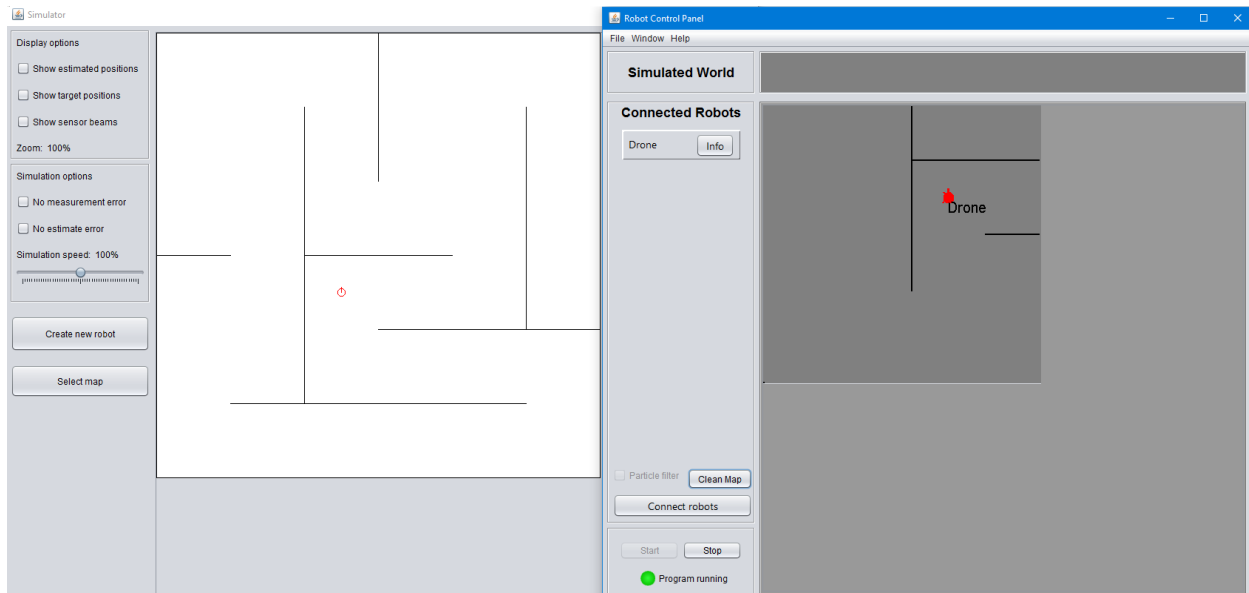 Simulator
Display options
Show estimated positions
Show target positions
Show sensor beams
Zoom: 100%
Simulation options
No measurement error
No estimate error
Simulation speed: 100%
Create new robot
Select map
Robot Control Panel
File Window Help
Simulated World
Connected Robots
Drone Info
Drone
Particle filter Clean Map
Connect robots
Start Stop
Program running